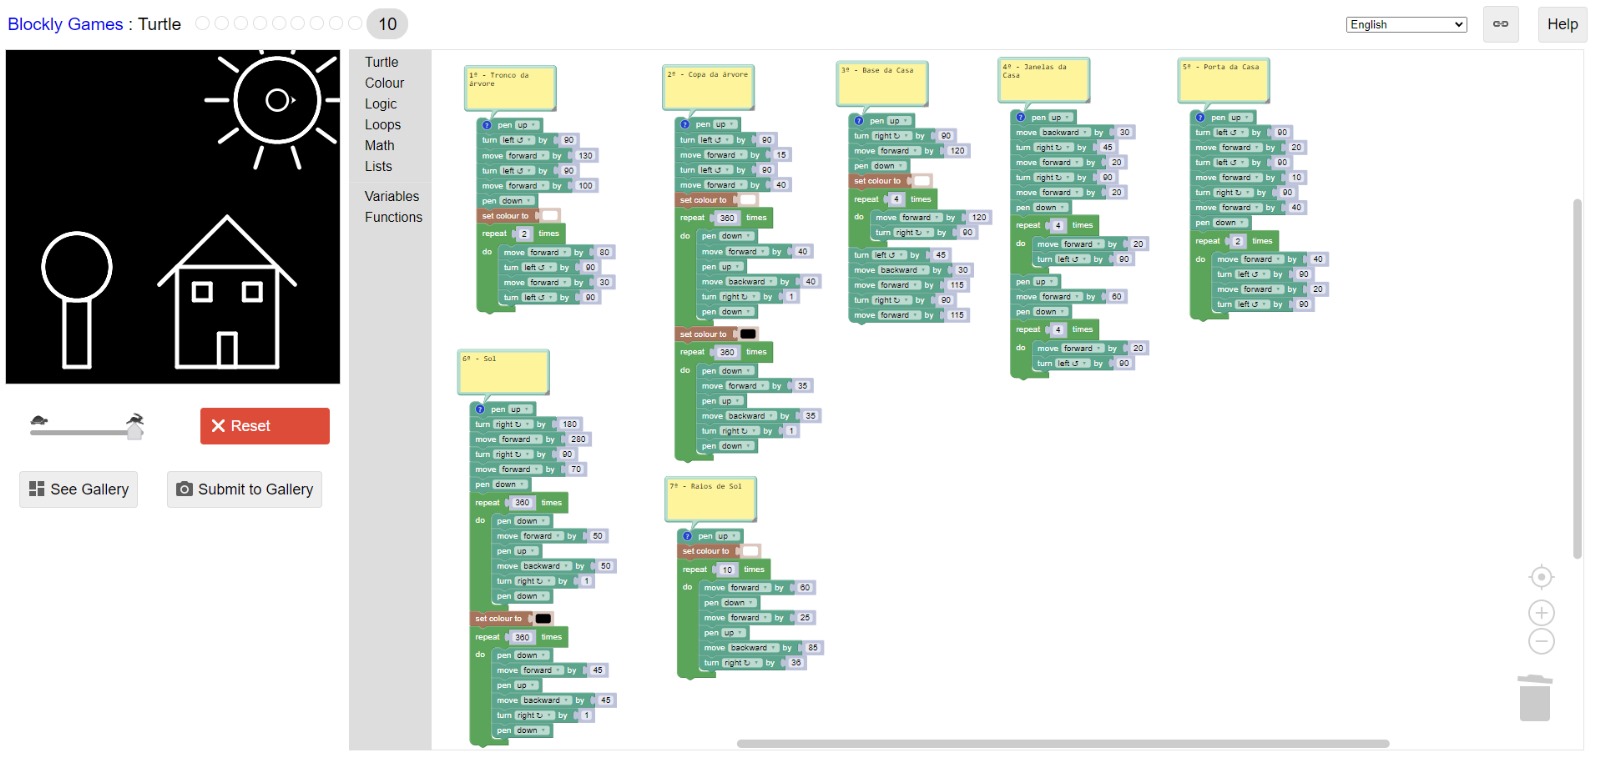 Blockly Games : Turtle 10
English
Help
Turtle
Colour
Logic
Loops
Math
Lists
Variables
Functions
Reset
See Gallery
Submit to Gallery
1º - Tronco da
árvore
pen up
turn left ↺ by 90
move forward by 130
turn left ↺ by 90
move forward by 100
pen down
set colour to
repeat 2 times
do move forward by 80
turn left ↺ by 90
move forward by 30
turn left ↺ by 90
2º - Copa da árvore
pen up
turn left ↺ by 90
move forward by 15
turn left ↺ by 90
move forward by 40
set colour to
repeat 360 times
do pen down
move forward by 40
pen up
move backward by 40
turn right ↻ by 1
pen down
set colour to
repeat 360 times
do pen down
move forward by 35
pen up
move backward by 35
turn right ↻ by 1
pen down
3º - Base da Casa
pen up
turn right ↻ by 90
move forward by 120
pen down
set colour to
repeat 4 times
do move forward by 120
turn right ↻ by 90
turn left ↺ by 45
move backward by 30
move forward by 115
turn right ↻ by 90
move forward by 115
4º - Janelas da
Casa
pen up
move backward by 30
turn right ↻ by 45
move forward by 20
turn right ↻ by 90
move forward by 20
pen down
repeat 4 times
do move forward by 20
turn left ↺ by 90
pen up
move forward by 60
pen down
repeat 4 times
do move forward by 20
turn left ↺ by 90
5º - Porta da Casa
pen up
turn left ↺ by 90
move forward by 20
turn left ↺ by 90
move forward by 10
turn right ↻ by 90
move forward by 40
pen down
repeat 2 times
do move forward by 40
turn left ↺ by 90
move forward by 20
turn left ↺ by 90
6º - Sol
pen up
turn right ↻ by 180
move forward by 280
turn right ↻ by 90
move forward by 70
pen down
repeat 360 times
do pen down
move forward by 50
pen up
move backward by 50
turn right ↻ by 1
pen down
set colour to
repeat 360 times
do pen down
move forward by 45
pen up
move backward by 45
turn right ↻ by 1
pen down
7º - Raios de Sol
pen up
set colour to
repeat 10 times
do move forward by 60
pen down
move forward by 25
pen up
move backward by 85
turn right ↻ by 36